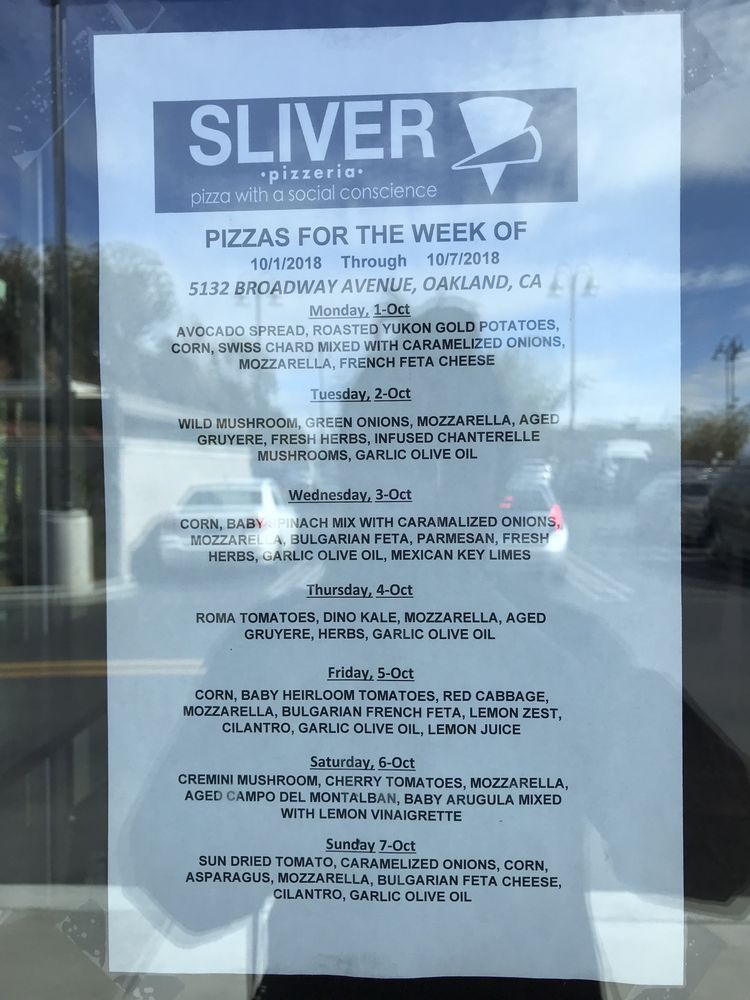 SLIVER
•pizzeria•
pizza with a social conscience
PIZZAS FOR THE WEEK OF
10/1/2018 Through 10/7/2018
5132 BROADWAY AVENUE, OAKLAND, CA
Monday, 1-Oct
AVOCADO SPREAD, ROASTED YUKON GOLD POTATOES,
CORN, SWISS CHARD MIXED WITH CARAMELIZED ONIONS,
MOZZARELLA, FRENCH FETA CHEESE
Tuesday, 2-Oct
WILD MUSHROOM, GREEN ONIONS, MOZZARELLA, AGED
GRUYERE, FRESH HERBS, INFUSED CHANTERELLE
MUSHROOMS, GARLIC OLIVE OIL
Wednesday, 3-Oct
CORN, BABY SPINACH MIX WITH CARAMALIZED ONIONS,
MOZZARELLA, BULGARIAN FETA, PARMESAN, FRESH
HERBS, GARLIC OLIVE OIL, MEXICAN KEY LIMES
Thursday, 4-Oct
ROMA TOMATOES, DINO KALE, MOZZARELLA, AGED
GRUYERE, HERBS, GARLIC OLIVE OIL
Friday, 5-Oct
CORN, BABY HEIRLOOM TOMATOES, RED CABBAGE,
MOZZARELLA, BULGARIAN FRENCH FETA, LEMON ZEST,
CILANTRO, GARLIC OLIVE OIL, LEMON JUICE
Saturday, 6-Oct
CREMINI MUSHROOM, CHERRY TOMATOES, MOZZARELLA,
AGED CAMPO DEL MONTALBAN, BABY ARUGULA MIXED
WITH LEMON VINAIGRETTE
Sunday 7-Oct
SUN DRIED TOMATO, CARAMELIZED ONIONS, CORN,
ASPARAGUS, MOZZARELLA, BULGARIAN FETA CHEESE,
CILANTRO, GARLIC OLIVE OIL